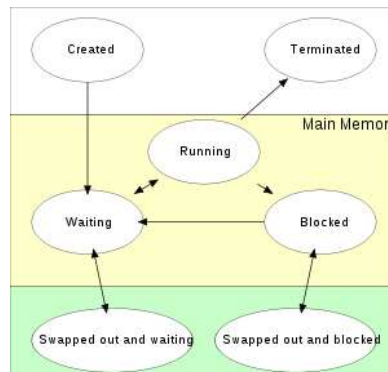 Created
Terminated
Main Memor
Running
Waiting
Blocked
Swapped out and waiting
Swapped out and blocked